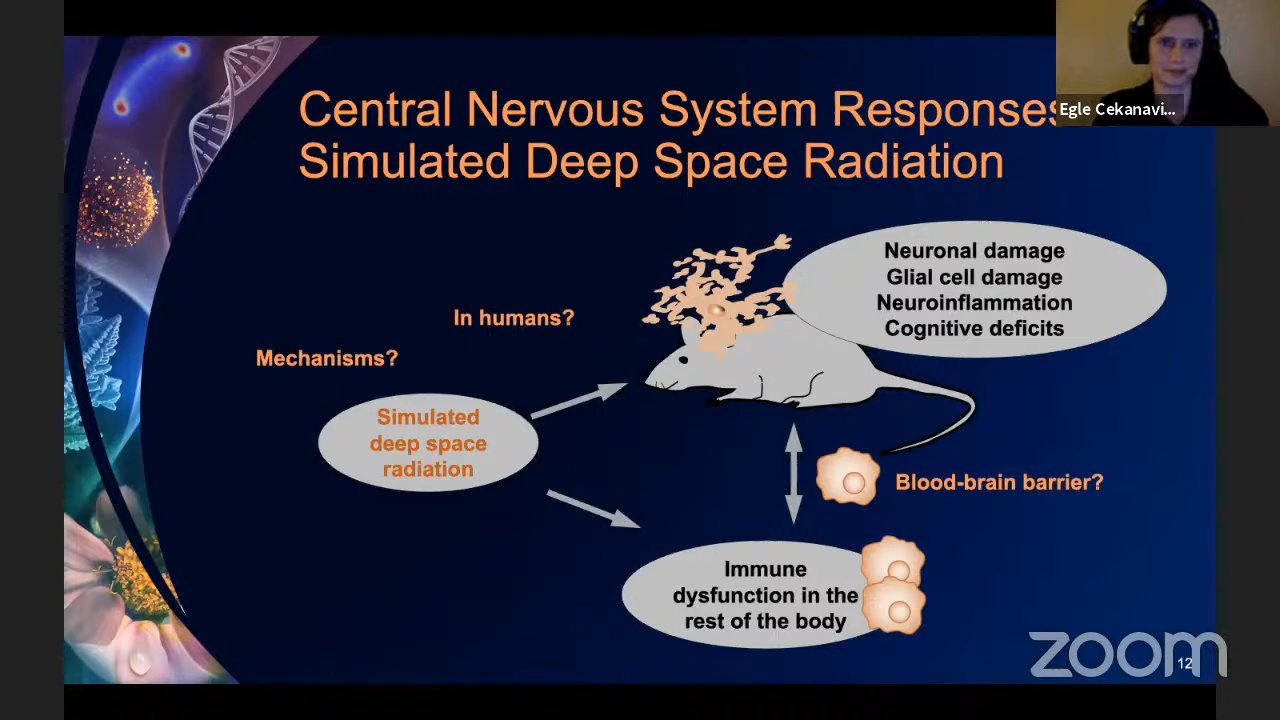 Central Nervous System Responses
Simulated Deep Space Radiation
Egle Cekanavi...
Neuronal damage
Glial cell damage
Neuroinflammation
Cognitive deficits
In humans?
Mechanisms?
Simulated
deep space
radiation
Blood-brain barrier?
Immune
dysfunction in the
rest of the body
zoom
12